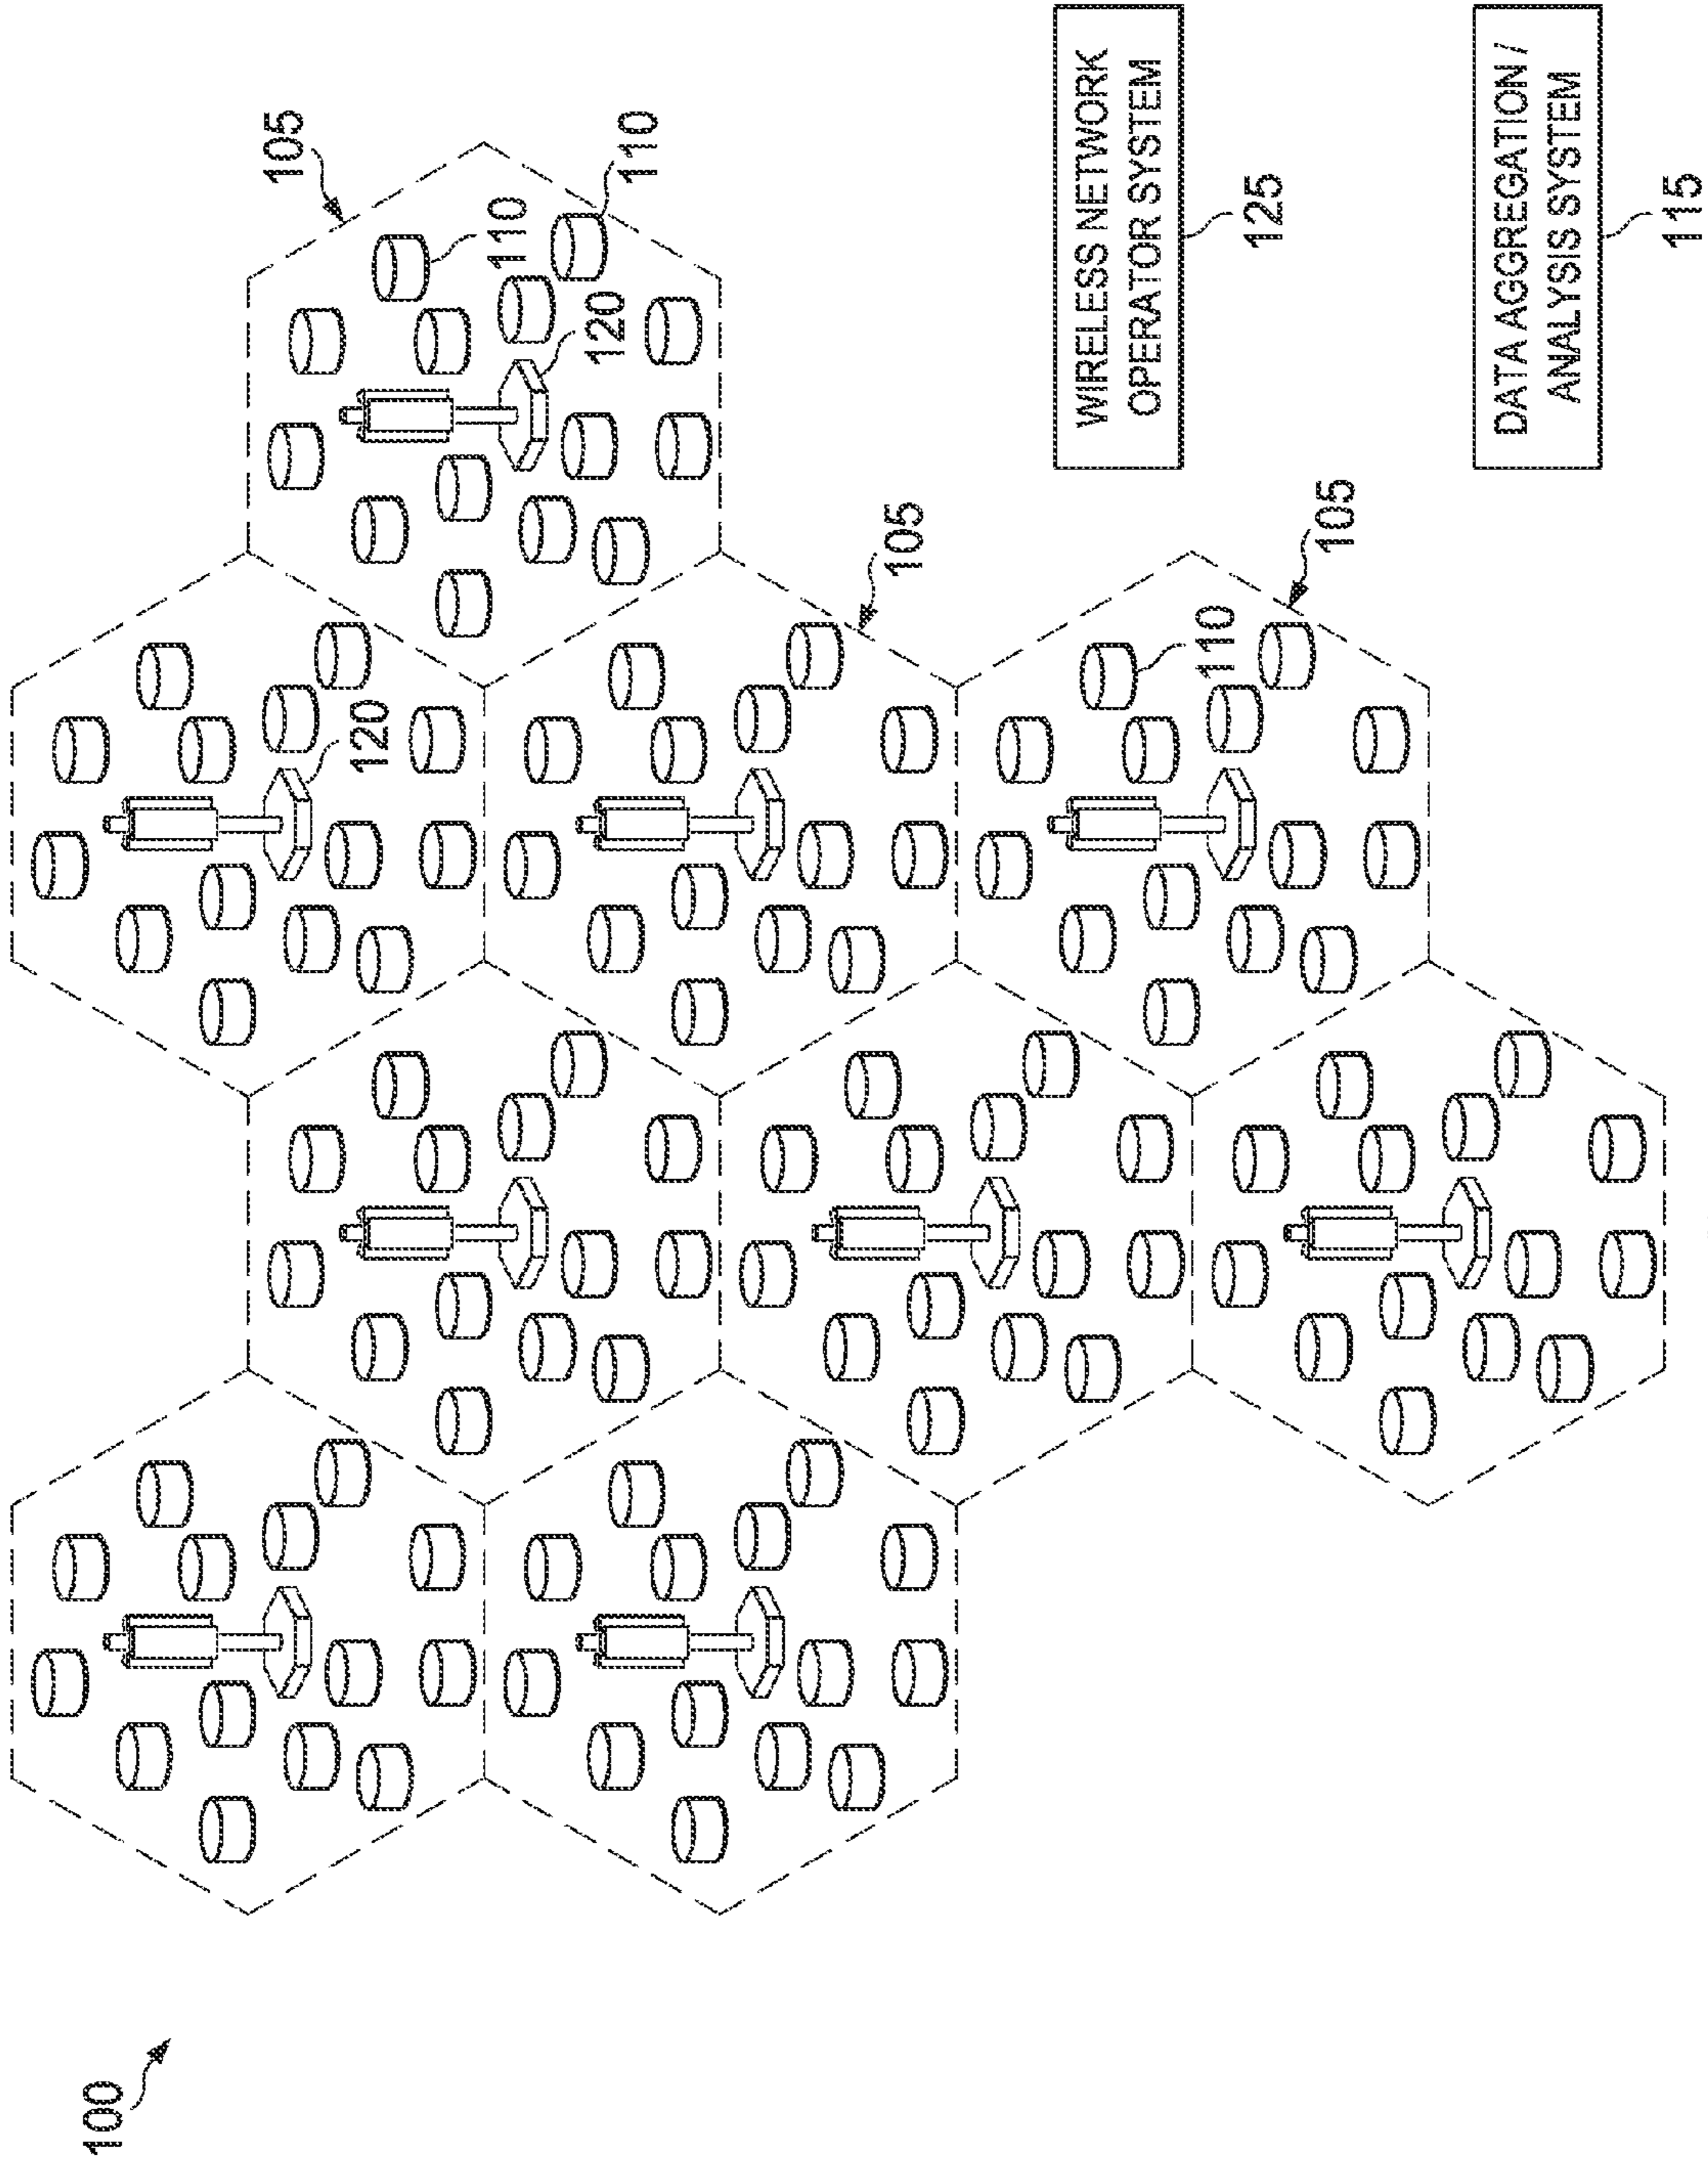 100
105
120
110
120
110
105
WIRELESS NETWORK
OPERATOR SYSTEM
110
125
105
DATA AGGREGATION /
ANALYSIS SYSTEM
115